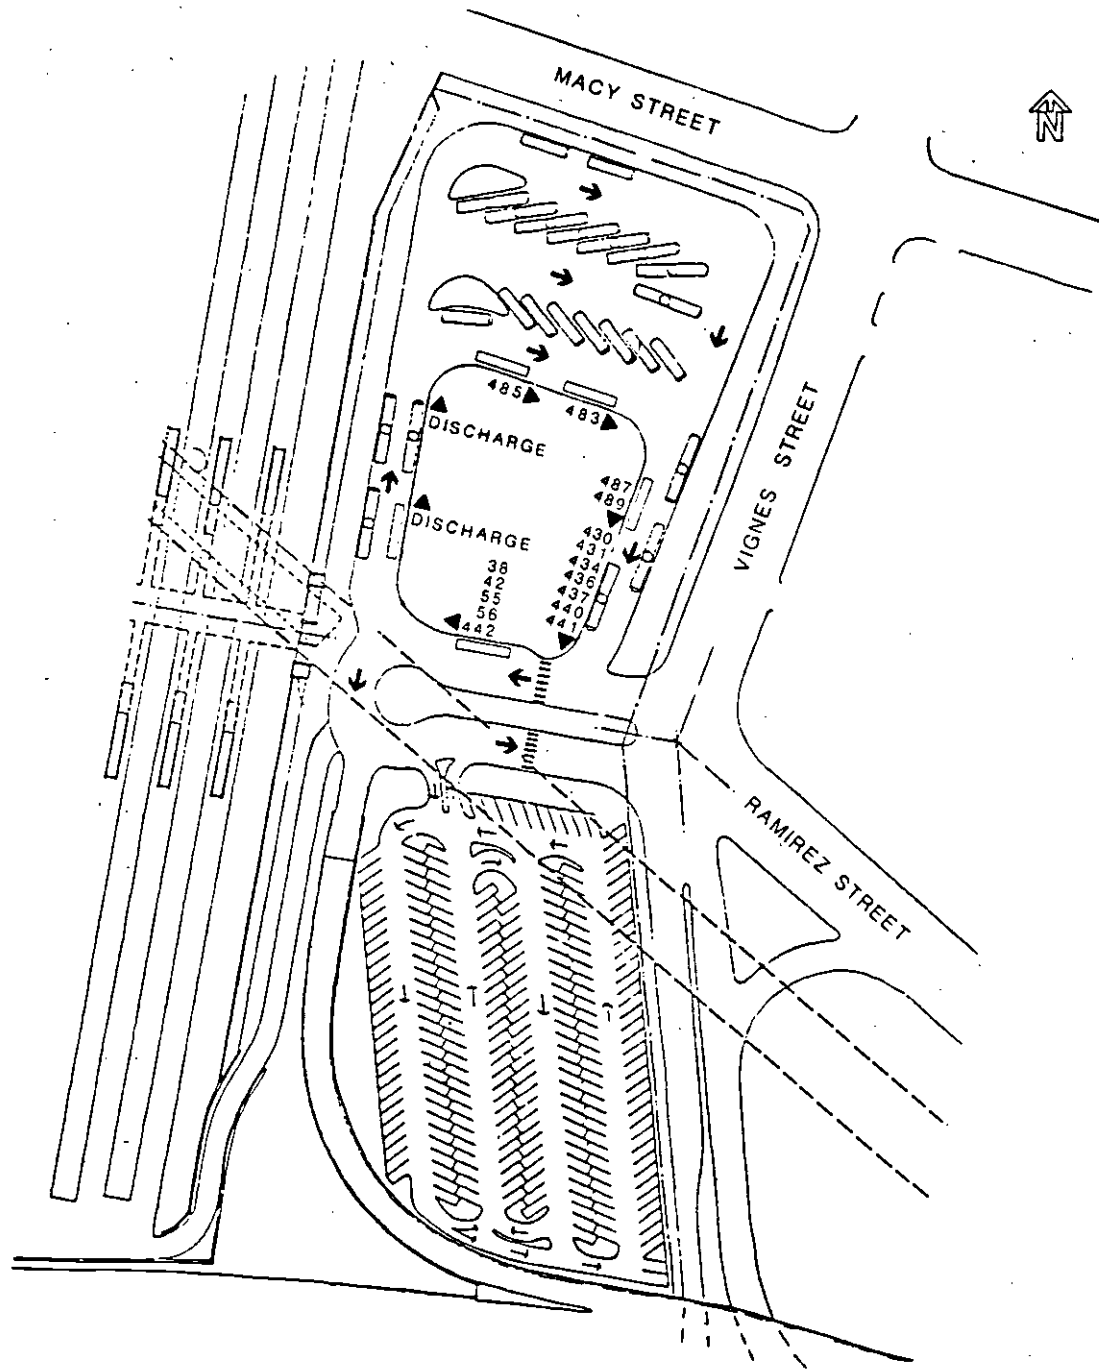 MACY STREET
N
485
483
DISCHARGE
487
489
DISCHARGE
430
431
434
436
437
440
441
38
42
55
56
442
VIGNES STREET
RAMIREZ STREET